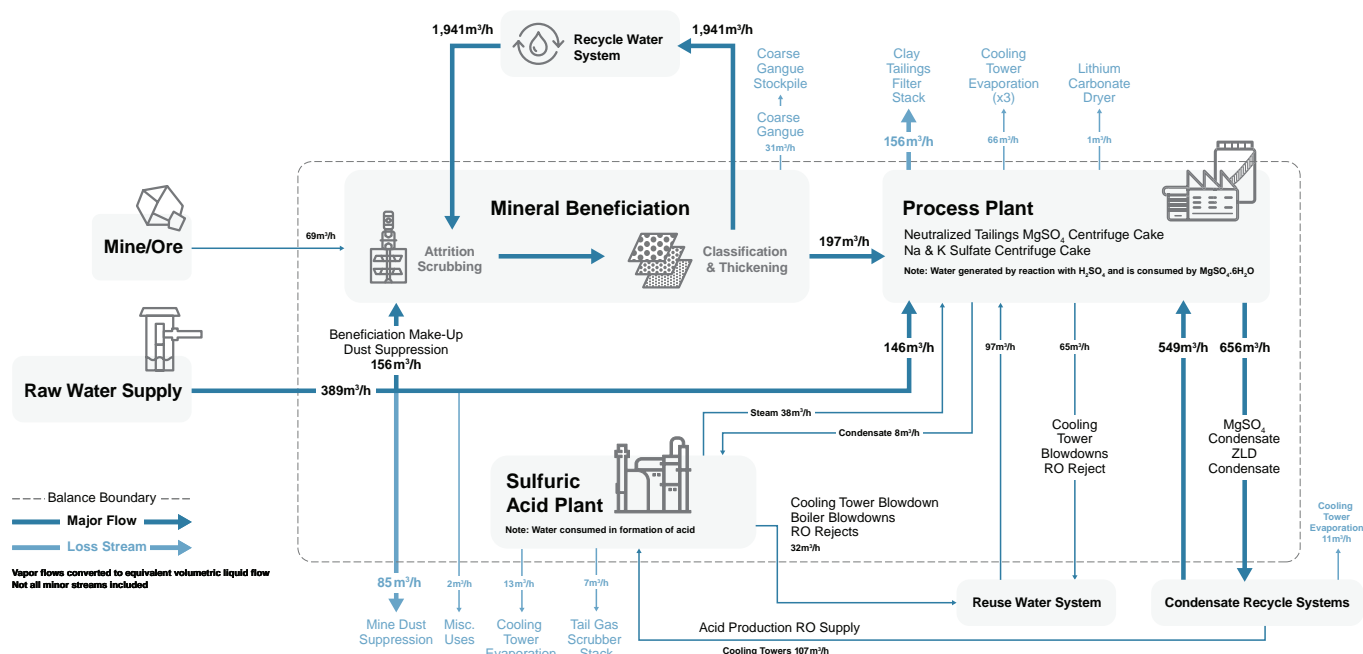 1,941m³/h
Recycle Water
System
1,941m³/h
Coarse
Gangue
Stockpile
Coarse
Gangue
31m³/h
Clay
Tailings
Filter
Stack
156m³/h
Cooling
Tower
Evaporation
(x3)
66m³/h
Lithium
Carbonate
Dryer
1m³/h
Mine/Ore
69m³/h
Mineral Beneficiation
Attrition
Scrubbing
Classification
& Thickening
197m³/h
Process Plant
Neutralized Tailings MgSO₄ Centrifuge Cake
Na & K Sulfate Centrifuge Cake
Note: Water generated by reaction with H₂SO₄ and is consumed by MgSO₄.6H₂O
Beneficiation Make-Up
Dust Suppression
156m³/h
146m³/h
97m³/h
65m³/h
549m³/h
656m³/h
Raw Water Supply
389m³/h
Steam 38m³/h
Condensate 8m³/h
Cooling
Tower
Blowdowns
RO Reject
MgSO₄
Condensate
ZLD
Condensate
Sulfuric
Acid Plant
Note: Water consumed in formation of acid
Cooling Tower Blowdown
Boiler Blowdowns
RO Rejects
32m³/h
Cooling
Tower
Evaporation
11m³/h
Balance Boundary
Major Flow
Loss Stream
Vapor flows converted to equivalent volumetric liquid flow
Not all minor streams included
85m³/h
2m³/h
13m³/h
7m³/h
Mine Dust
Suppression
Misc.
Uses
Cooling
Tower
Evaporation
Tail Gas
Scrubber
Stack
Reuse Water System
Condensate Recycle Systems
Acid Production RO Supply
Cooling Towers 107m³/h